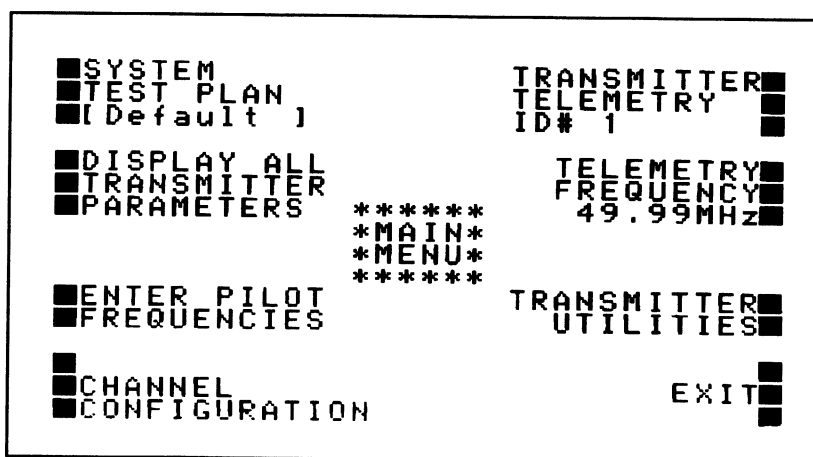 SYSTEM
TEST PLAN
[Default ]
DISPLAY ALL
TRANSMITTER
PARAMETERS
ENTER PILOT
FREQUENCIES
CHANNEL
CONFIGURATION
******
*MAIN*
*MENU*
******
TRANSMITTER
TELEMETRY
ID# 1
TELEMETRY
FREQUENCY
49.99MHz
TRANSMITTER
UTILITIES
EXIT